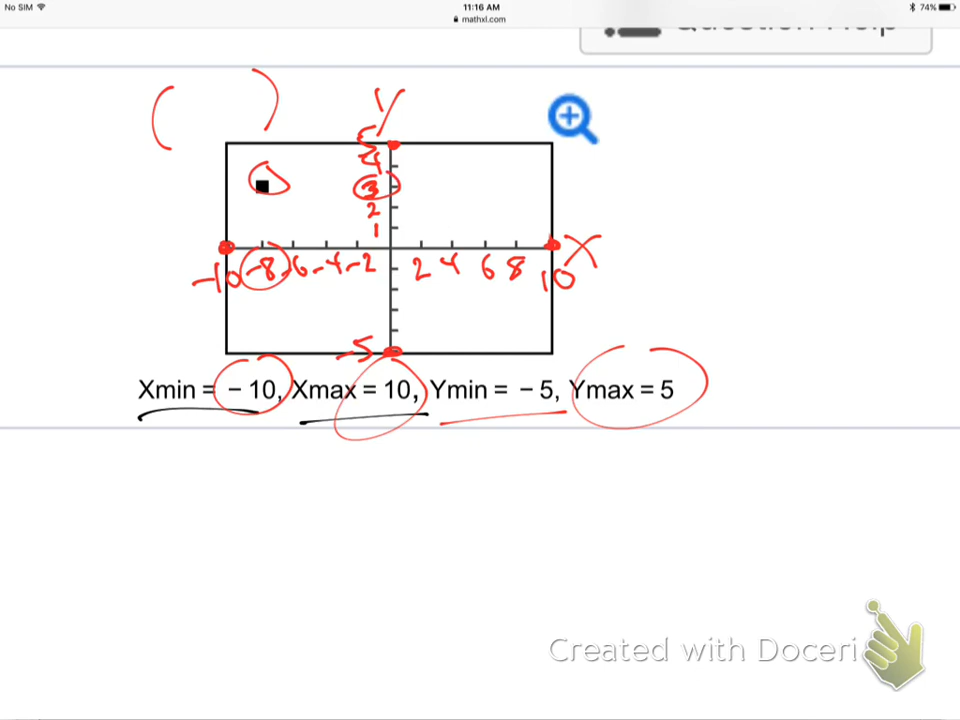 No SIM 11:16 AM 74%
mathxl.com
Question Help
( )
Y
5
4
3
2
1
X
-10 -8 -6 -4 -2 2 4 6 8 10
-5
Xmin = − 10, Xmax = 10, Ymin = − 5, Ymax = 5
Created with Doceri